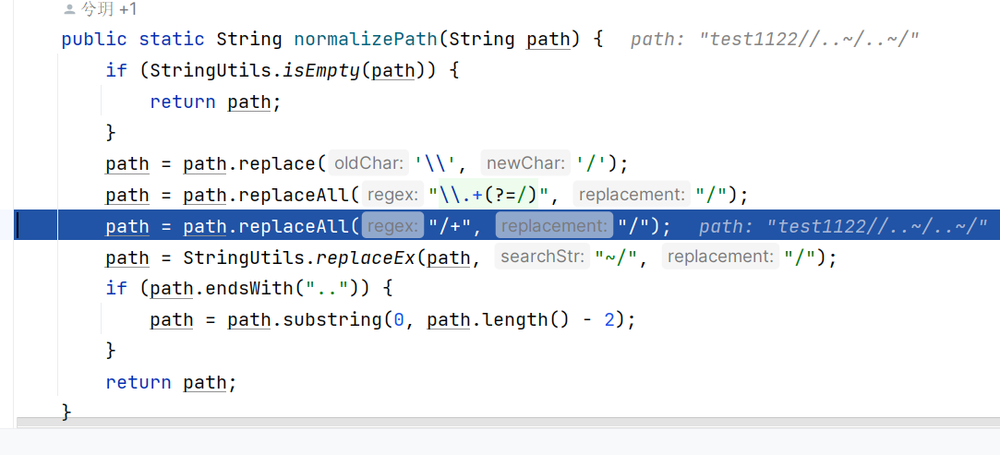 兮玥 +1
public static String normalizePath(String path) {   path: "test1122//..~/..~/"
if (StringUtils.isEmpty(path)) {
return path;
}
path = path.replace( oldChar: '\\', newChar: '/');
path = path.replaceAll( regex: "\\.+(?=/)", replacement: "/");
path = path.replaceAll( regex: "/+", replacement: "/");   path: "test1122//..~/..~/"
path = StringUtils.replaceEx(path, searchStr: "~/", replacement: "/");
if (path.endsWith("..")) {
path = path.substring(0, path.length() - 2);
}
return path;
}